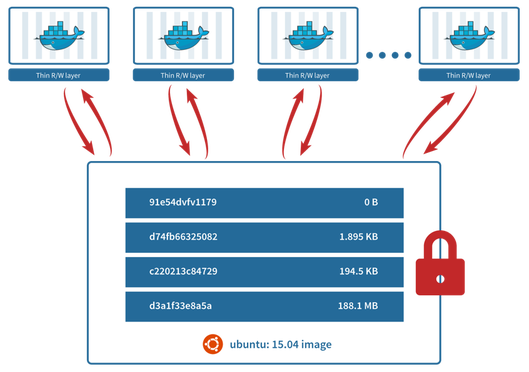 Thin R/W layer
Thin R/W layer
Thin R/W layer
Thin R/W layer
91e54dvfv1179 0 B
d74fb66325082 1.895 KB
c220213c84729 194.5 KB
d3a1f33e8a5a 188.1 MB
ubuntu: 15.04 image